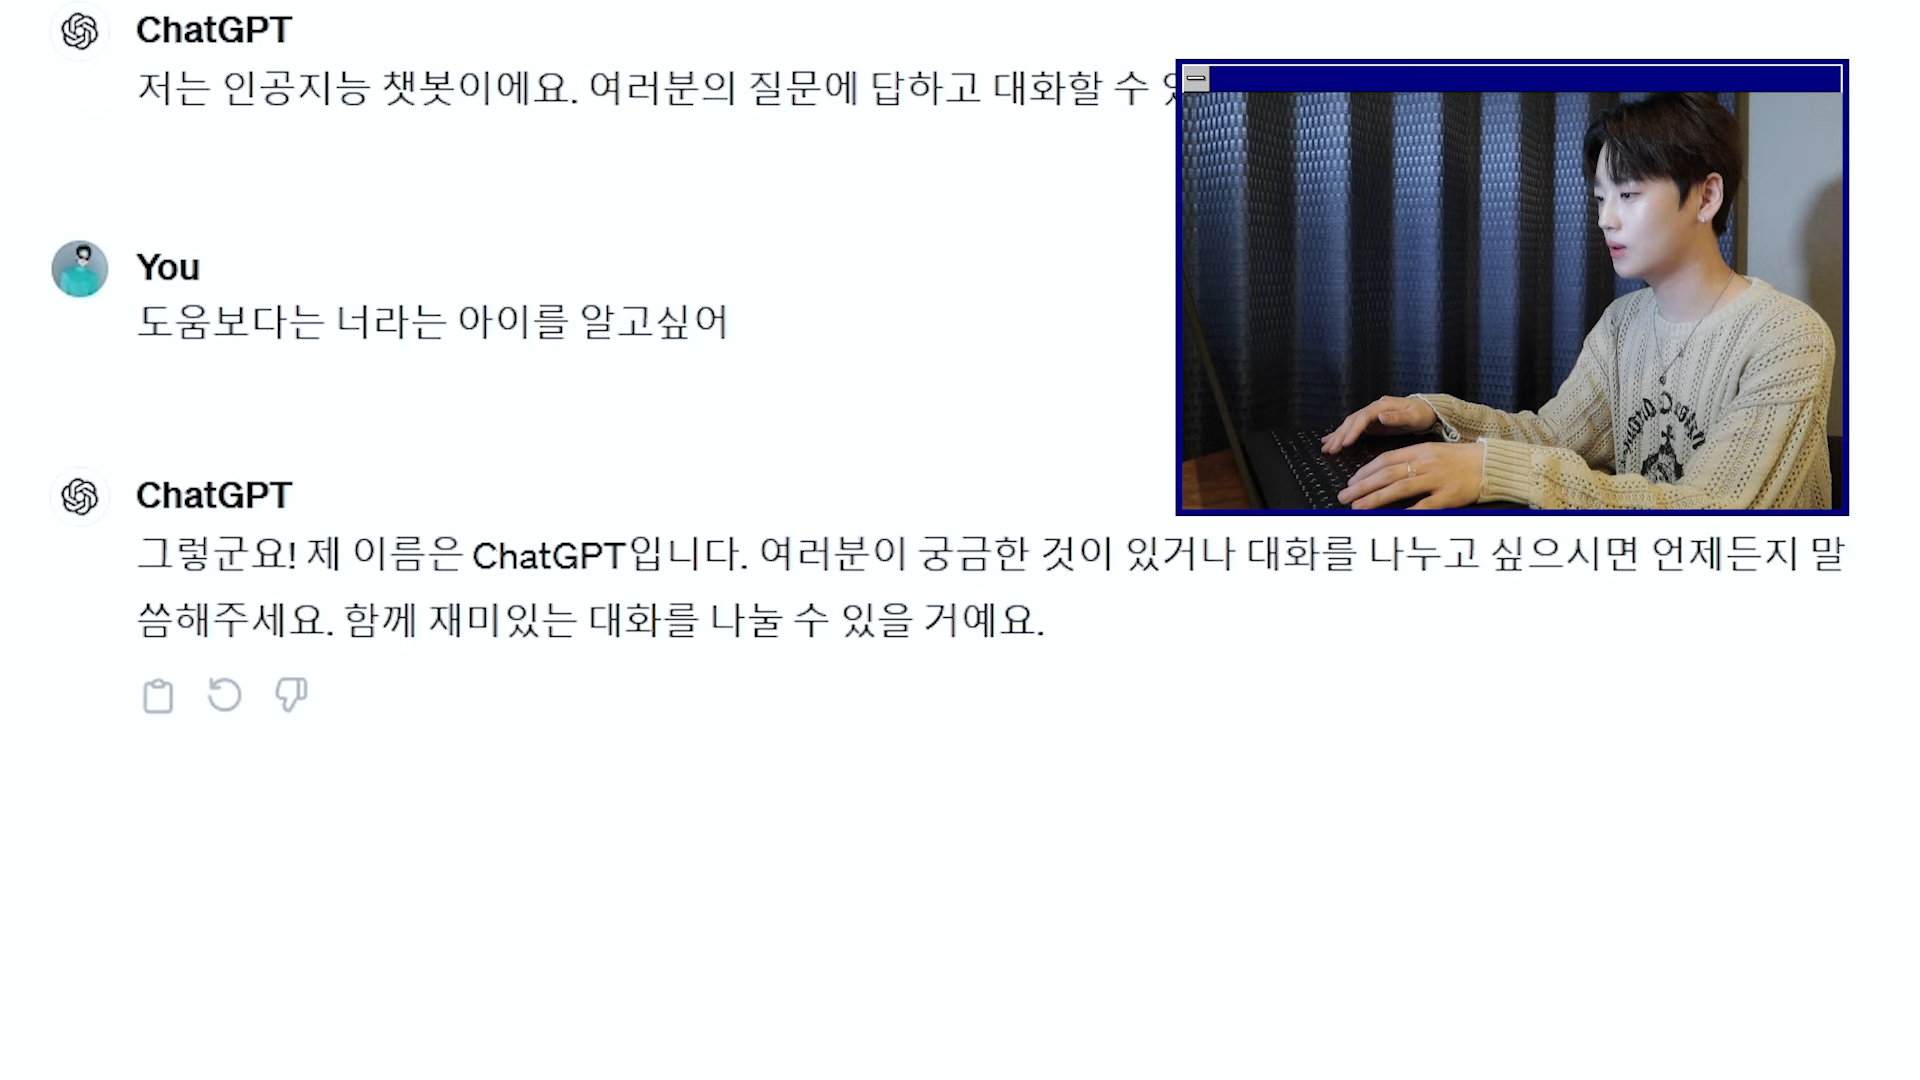 ChatGPT
저는 인공지능 챗봇이에요. 여러분의 질문에 답하고 대화할 수
You
도움보다는 너라는 아이를 알고싶어
ChatGPT
그렇군요! 제 이름은 ChatGPT입니다. 여러분이 궁금한 것이 있거나 대화를 나누고 싶으시면 언제든지 말
씀해주세요. 함께 재미있는 대화를 나눌 수 있을 거예요.